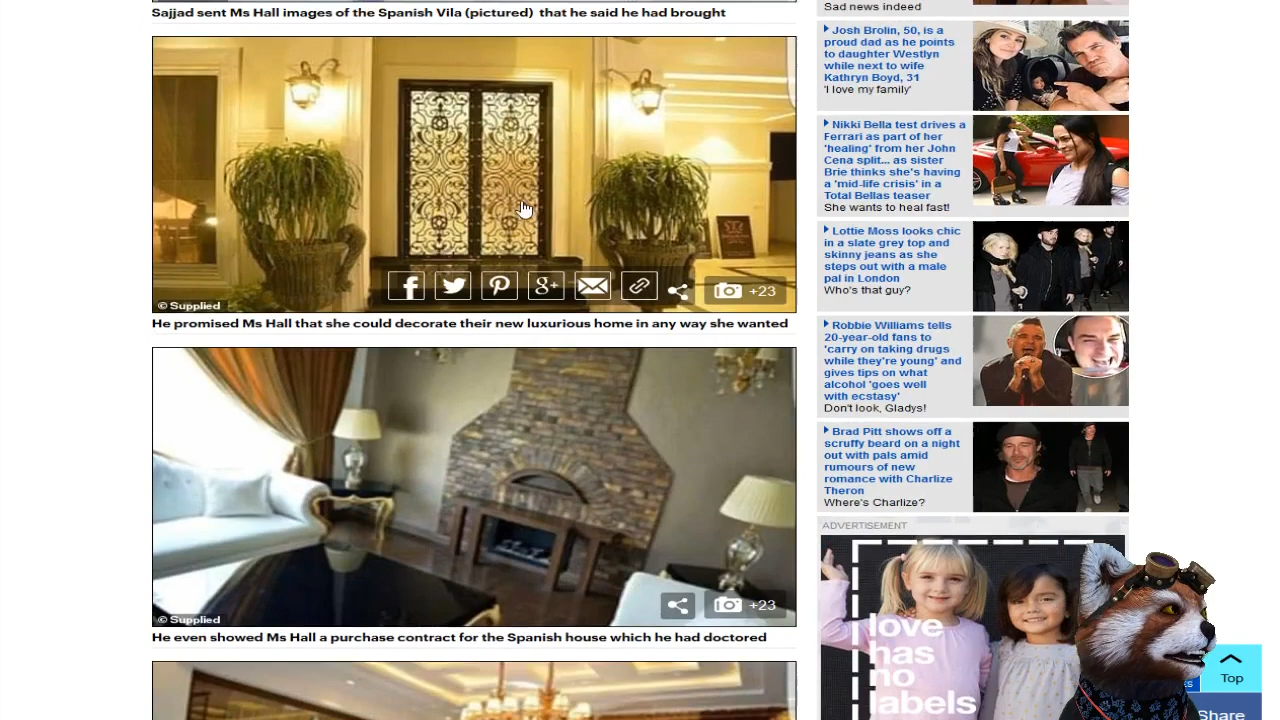 Sajjad sent Ms Hall images of the Spanish Vila (pictured) that he said he had brought
+23
© Supplied
He promised Ms Hall that she could decorate their new luxurious home in any way she wanted
+23
© Supplied
He even showed Ms Hall a purchase contract for the Spanish house which he had doctored
Sad news indeed
Josh Brolin, 50, is a
proud dad as he points
to daughter Westlyn
while next to wife
Kathryn Boyd, 31
'I love my family'
Nikki Bella test drives a
Ferrari as part of her
'healing' from her John
Cena split... as sister
Brie thinks she's having
a 'mid-life crisis' in a
Total Bellas teaser
She wants to heal fast!
Lottie Moss looks chic
in a slate grey top and
skinny jeans as she
steps out with a male
pal in London
Who's that guy?
Robbie Williams tells
20-year-old fans to
'carry on taking drugs
while they're young' and
gives tips on what
alcohol 'goes well
with ecstasy'
Don't look, Gladys!
Brad Pitt shows off a
scruffy beard on a night
out with pals amid
rumours of new
romance with Charlize
Theron
Where's Charlize?
ADVERTISEMENT
love
has
no
labels
Top
Share